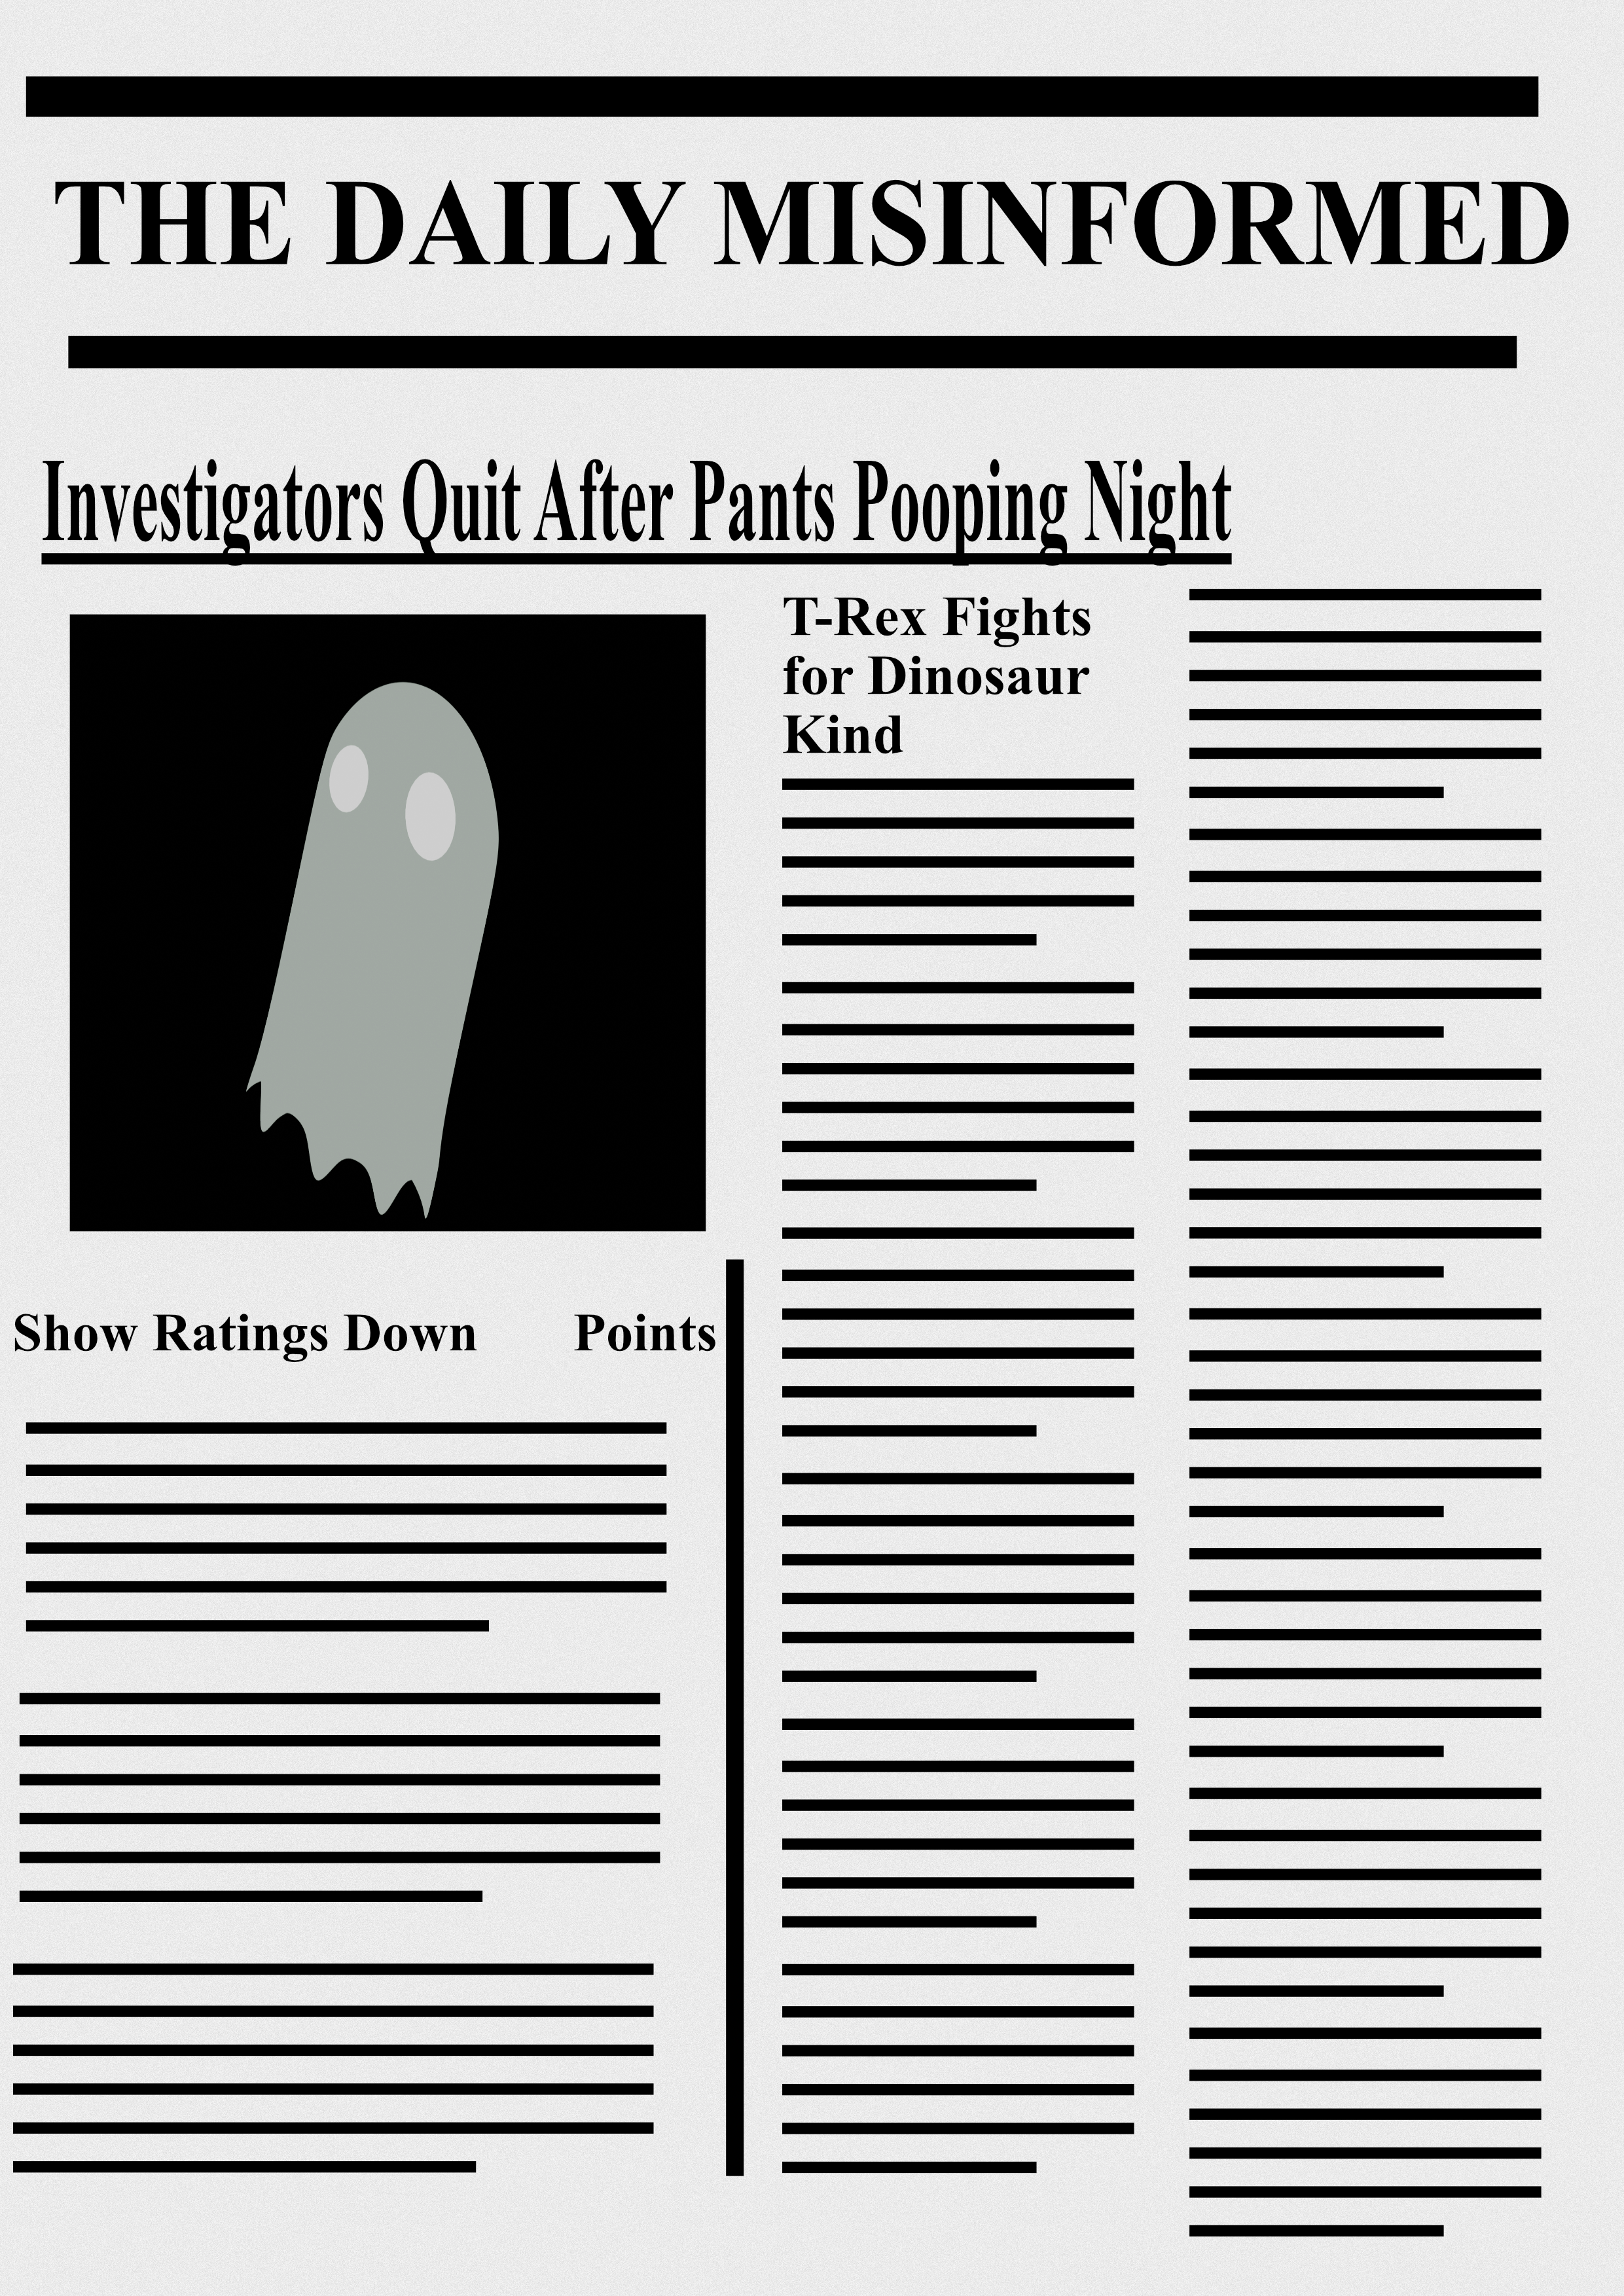 THE DAILY MISINFORMED
Investigators Quit After Pants Pooping Night
T-Rex Fights
for Dinosaur
Kind
Show Ratings Down Points